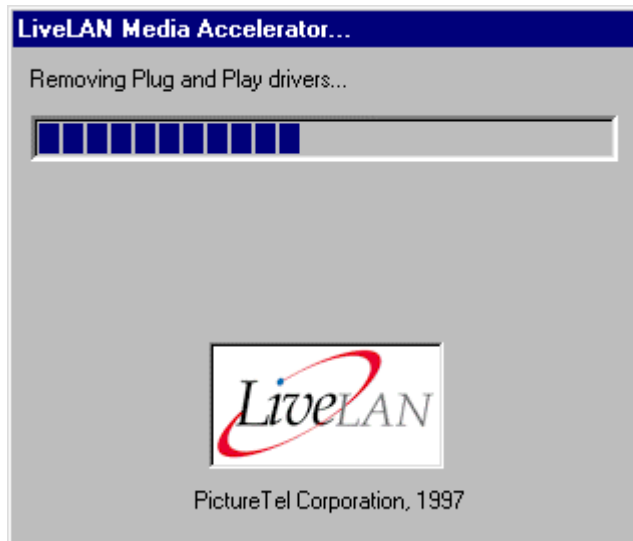 LiveLAN Media Accelerator...
Removing Plug and Play drivers...
LiveLAN
PictureTel Corporation, 1997